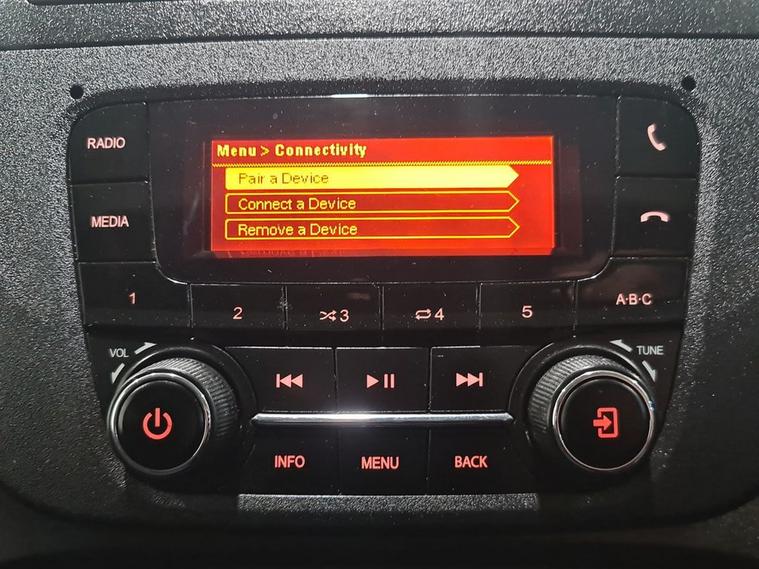 RADIO
MEDIA
Menu > Connectivity
Pair a Device
Connect a Device
Remove a Device
1
2
3
4
5
A·B·C
VOL
TUNE
INFO
MENU
BACK